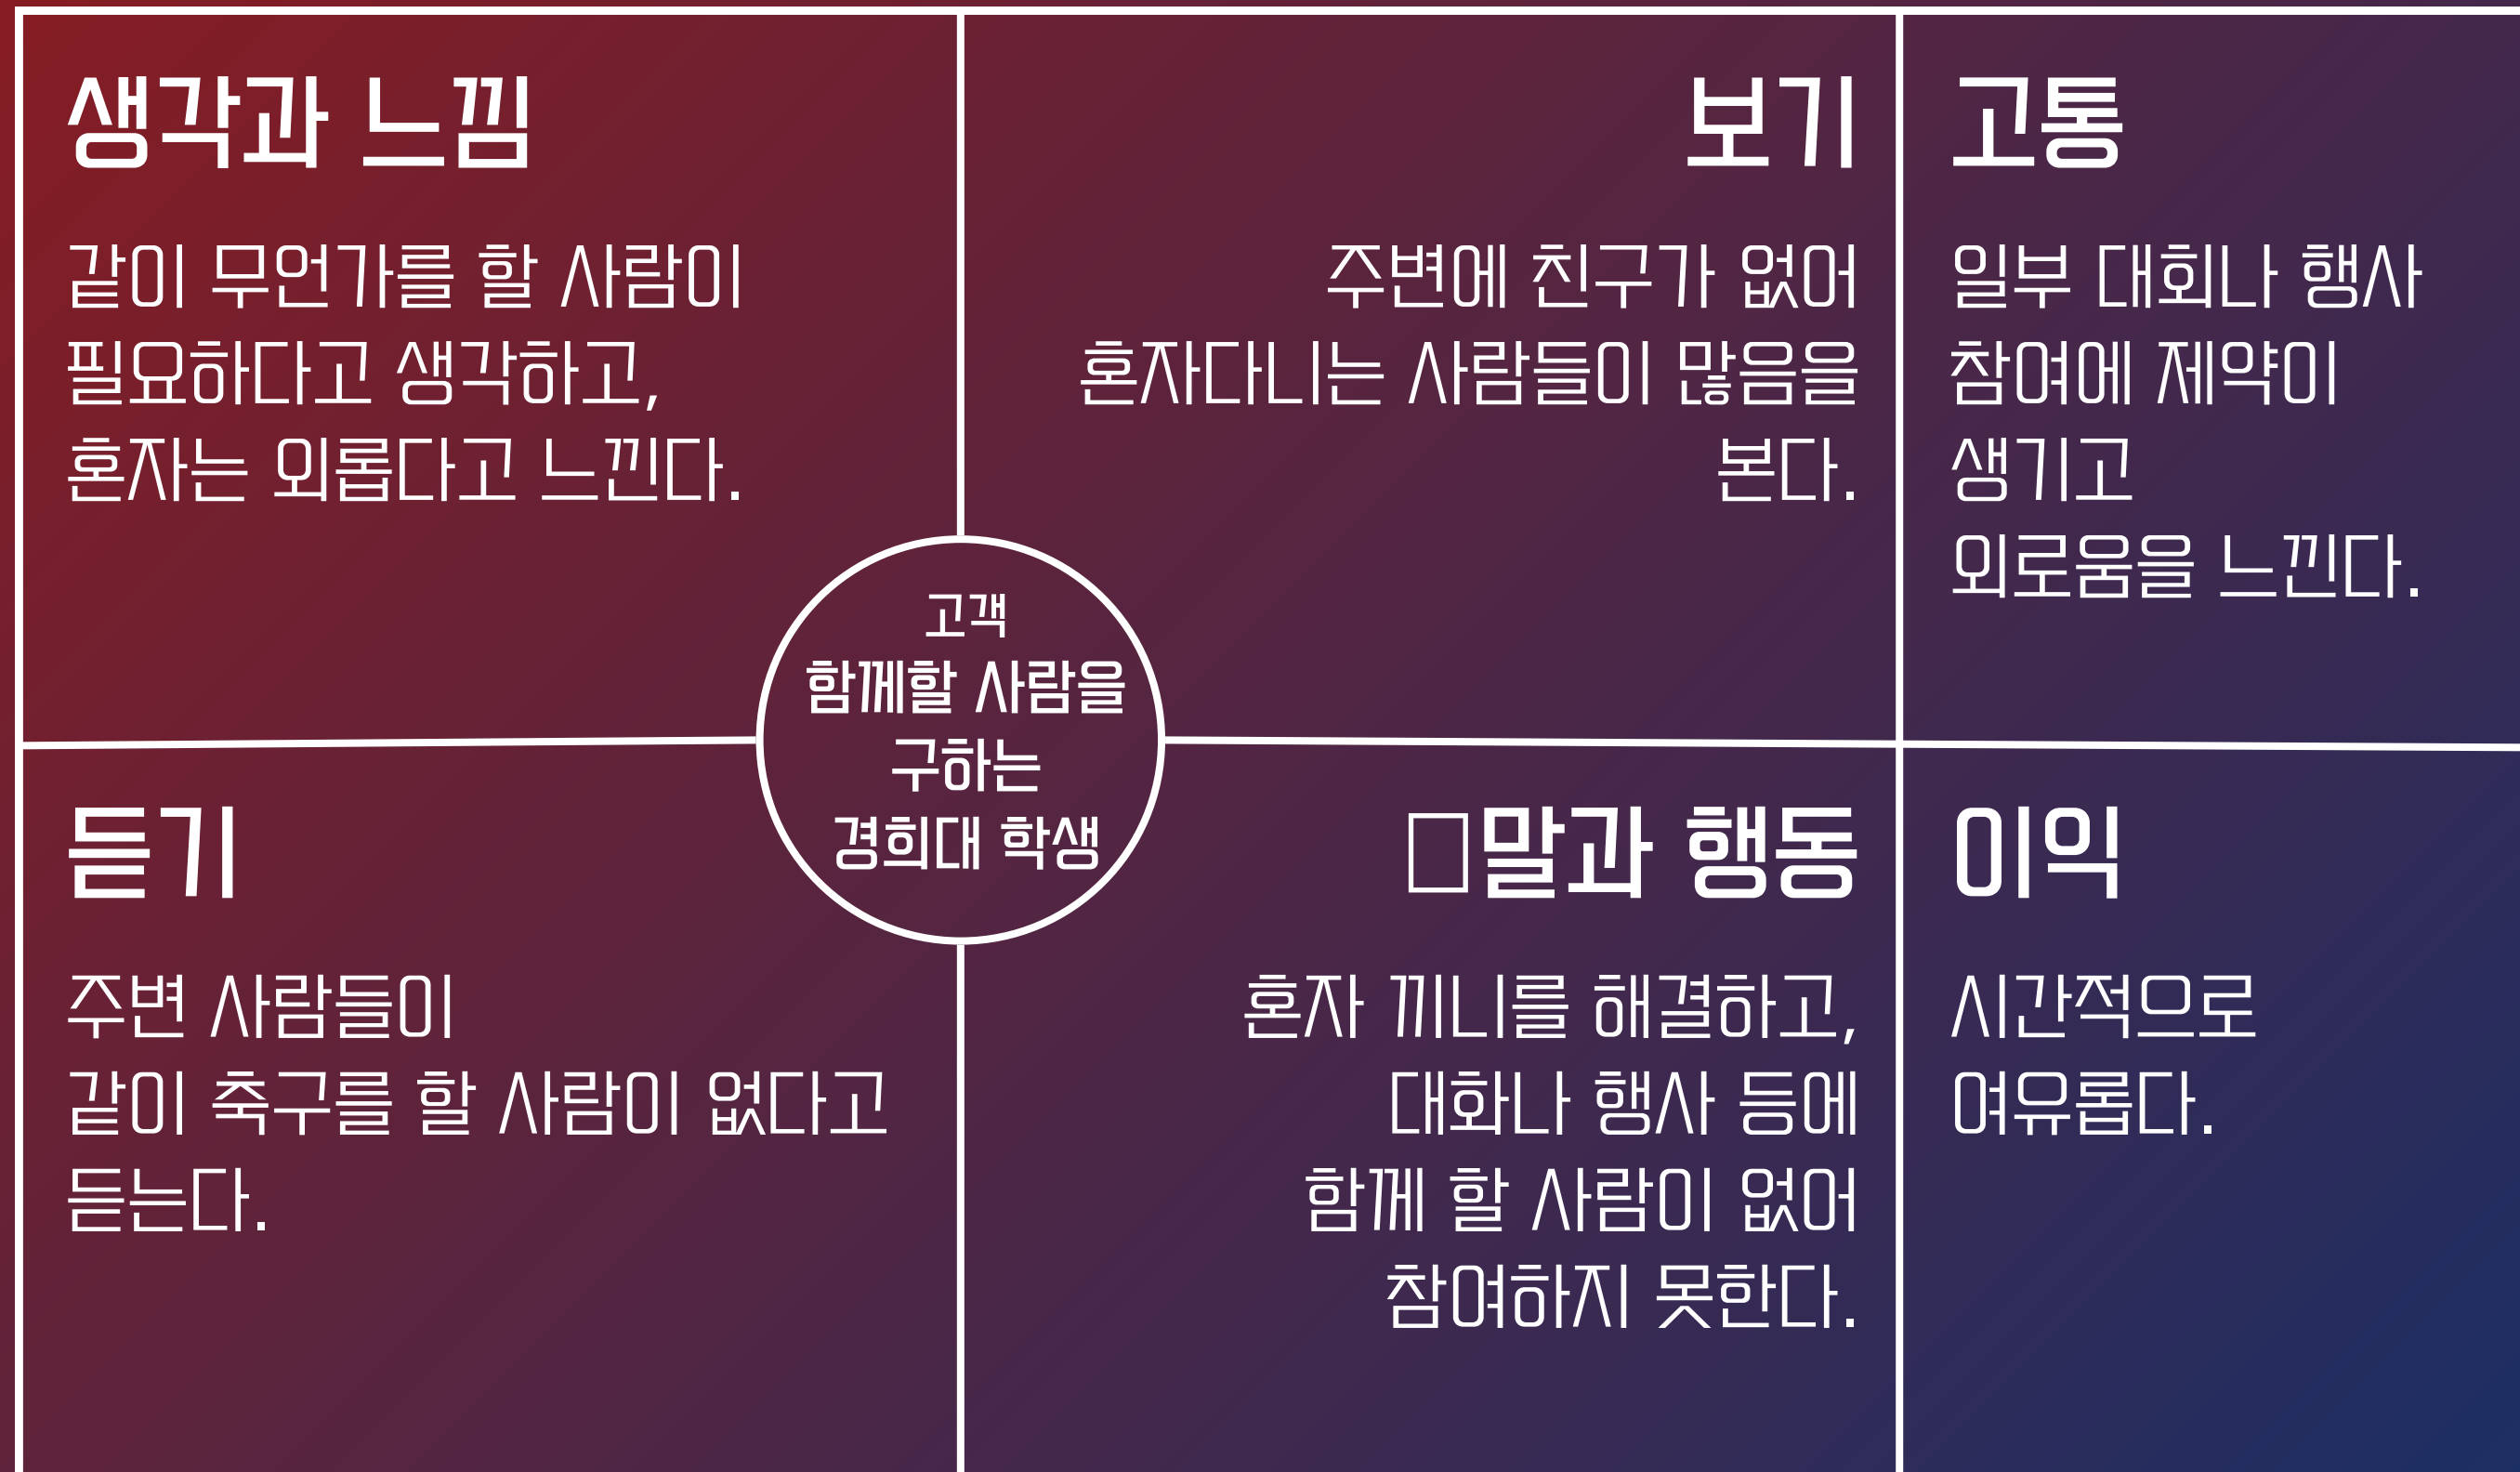 생각과 느낌
같이 무언가를 할 사람이
필요하다고 생각하고,
혼자는 외롭다고 느낀다.
보기
주변에 친구가 없어
혼자다니는 사람들이 많음을
본다.
고통
일부 대회나 행사
참여에 제약이
생기고
외로움을 느낀다.
고객
함께할 사람을
구하는
경희대 학생
듣기
주변 사람들이
같이 축구를 할 사람이 없다고
듣는다.
말과 행동
혼자 끼니를 해결하고,
대화나 행사 등에
함께 할 사람이 없어
참여하지 못한다.
이익
시간적으로
여유롭다.